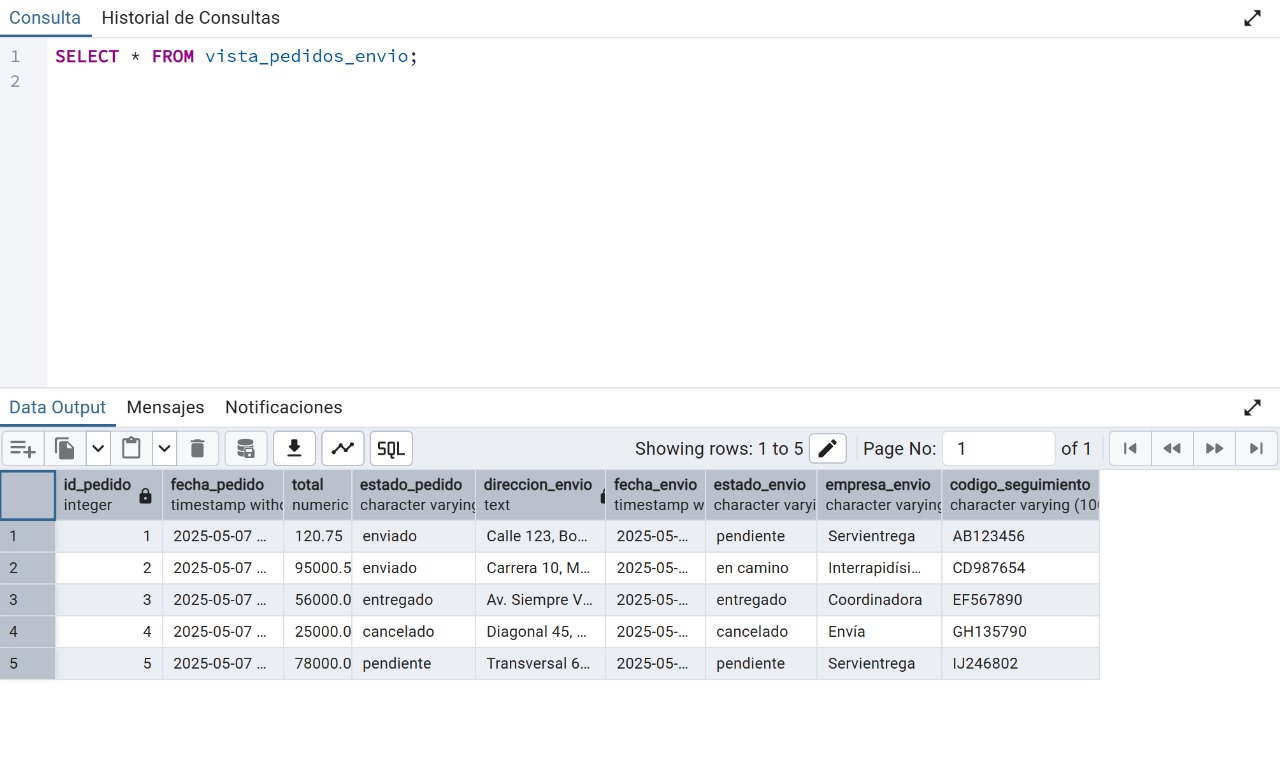 Consulta Historial de Consultas
1 SELECT * FROM vista_pedidos_envio;
2
Data Output Mensajes Notificaciones
SQL Showing rows: 1 to 5 Page No: 1 of 1
id_pedido fecha_pedido total estado_pedido direccion_envio fecha_envio estado_envio empresa_envio codigo_seguimiento
integer timestamp witho numeric character varying text timestamp w character varyi character varying character varying (10
1 1 2025-05-07 ... 120.75 enviado Calle 123, Bo... 2025-05-... pendiente Servientrega AB123456
2 2 2025-05-07 ... 95000.5 enviado Carrera 10, M... 2025-05-... en camino Interrapidísi... CD987654
3 3 2025-05-07 ... 56000.0 entregado Av. Siempre V... 2025-05-... entregado Coordinadora EF567890
4 4 2025-05-07 ... 25000.0 cancelado Diagonal 45, ... 2025-05-... cancelado Envía GH135790
5 5 2025-05-07 ... 78000.0 pendiente Transversal 6... 2025-05-... pendiente Servientrega IJ246802